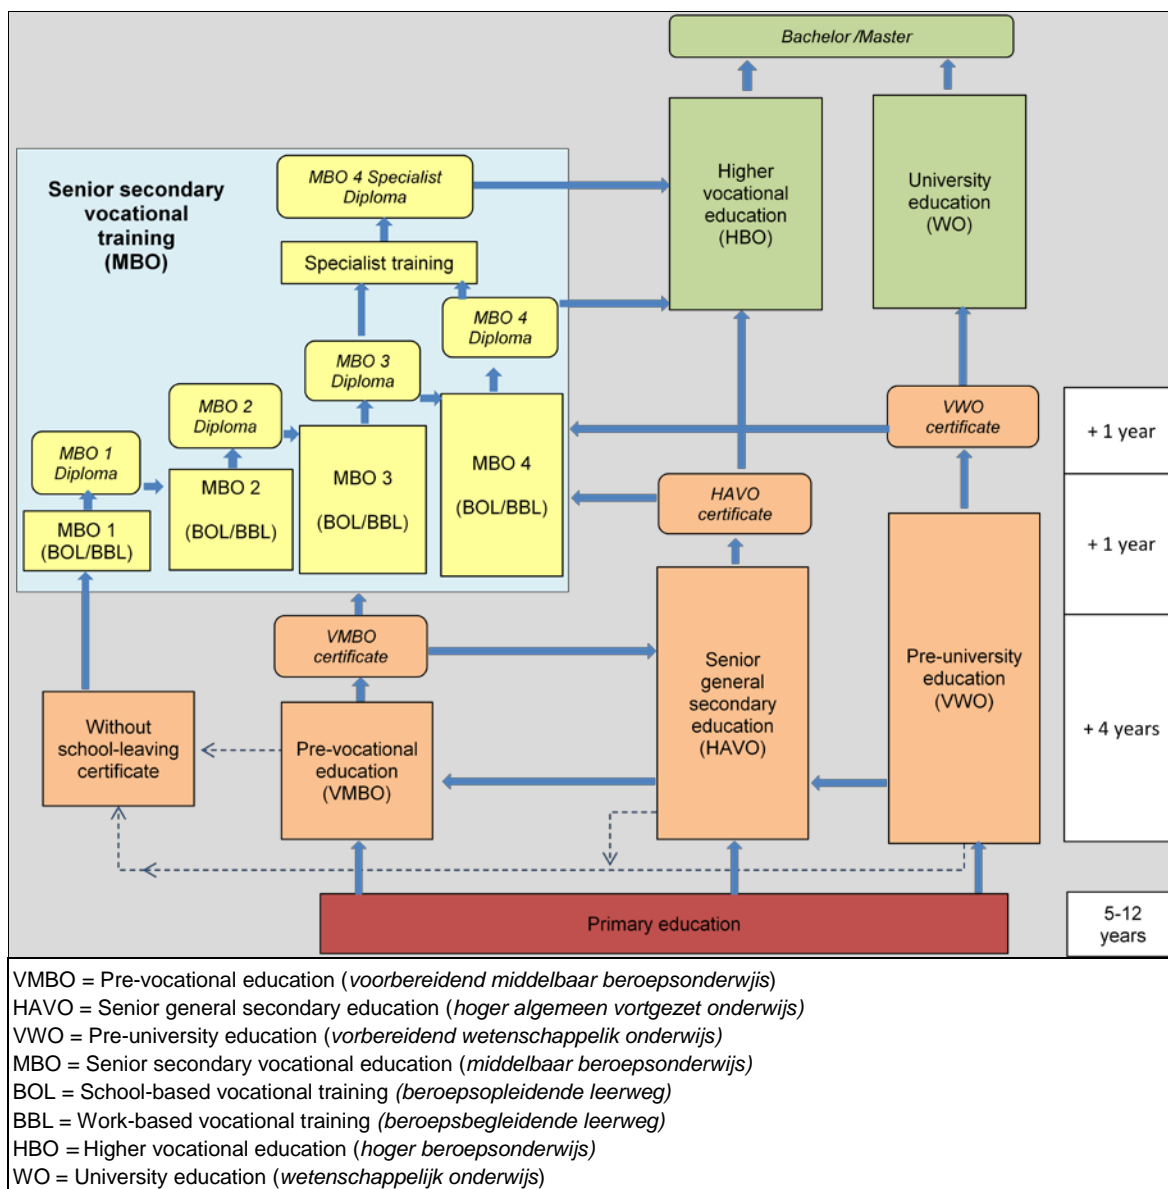 Bachelor /Master
Higher
vocational
education
(HBO)
University
education
(WO)
Senior secondary
vocational
training
(MBO)
MBO 4 Specialist
Diploma
Specialist training
MBO 4
Diploma
MBO 3
Diploma
MBO 2
Diploma
MBO 1
Diploma
MBO 1
(BOL/BBL)
MBO 2
(BOL/BBL)
MBO 3
(BOL/BBL)
MBO 4
(BOL/BBL)
VWO
certificate
HAVO
certificate
VMBO
certificate
+ 1 year
+ 1 year
+ 4 years
Without
school-leaving
certificate
Pre-vocational
education
(VMBO)
Senior
general
secondary
education
(HAVO)
Pre-university
education
(VWO)
Primary education
5-12
years
VMBO = Pre-vocational education (voorbereidend middelbaar beroepsonderwjis)
HAVO = Senior general secondary education (hoger algemeen vortgezet onderwijs)
VWO = Pre-university education (vorbereidend wetenschappelik onderwijs)
MBO = Senior secondary vocational education (middelbaar beroepsonderwijs)
BOL = School-based vocational training (beroepsopleidende leerweg)
BBL = Work-based vocational training (beroepsbegleidende leerweg)
HBO = Higher vocational education (hoger beroepsonderwijs)
WO = University education (wetenschappelijk onderwijs)